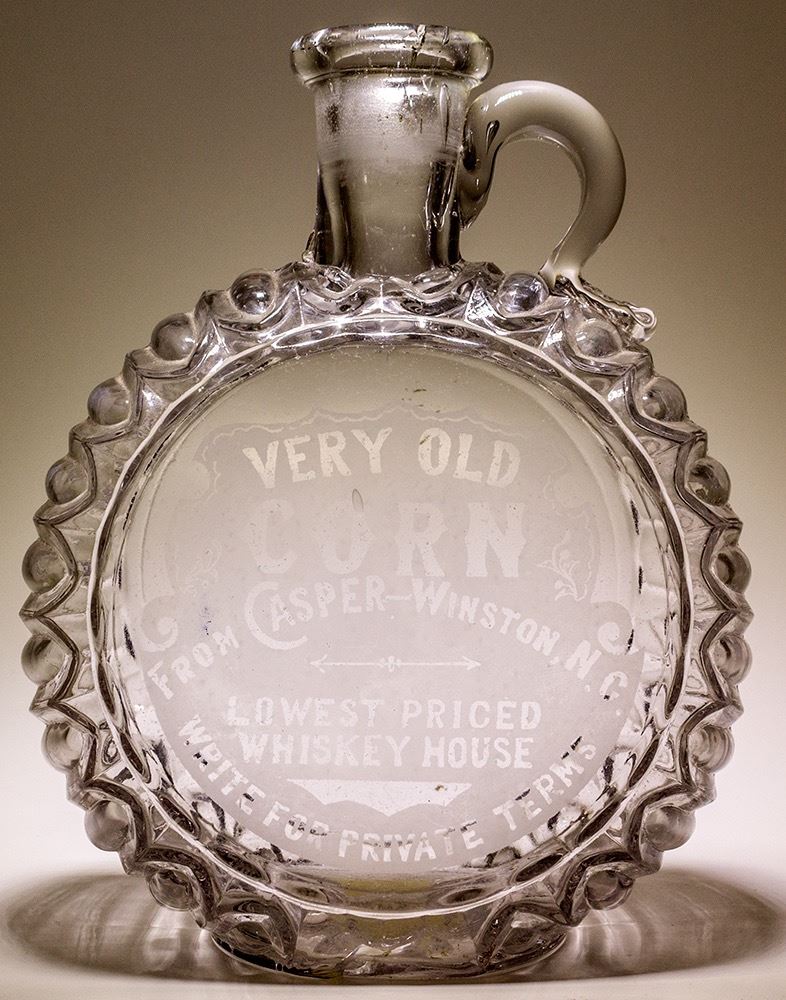 VERY OLD
CORN
FROM CASPER-WINSTON, N.C.
LOWEST PRICED
WHISKEY HOUSE
WRITE FOR PRIVATE TERMS